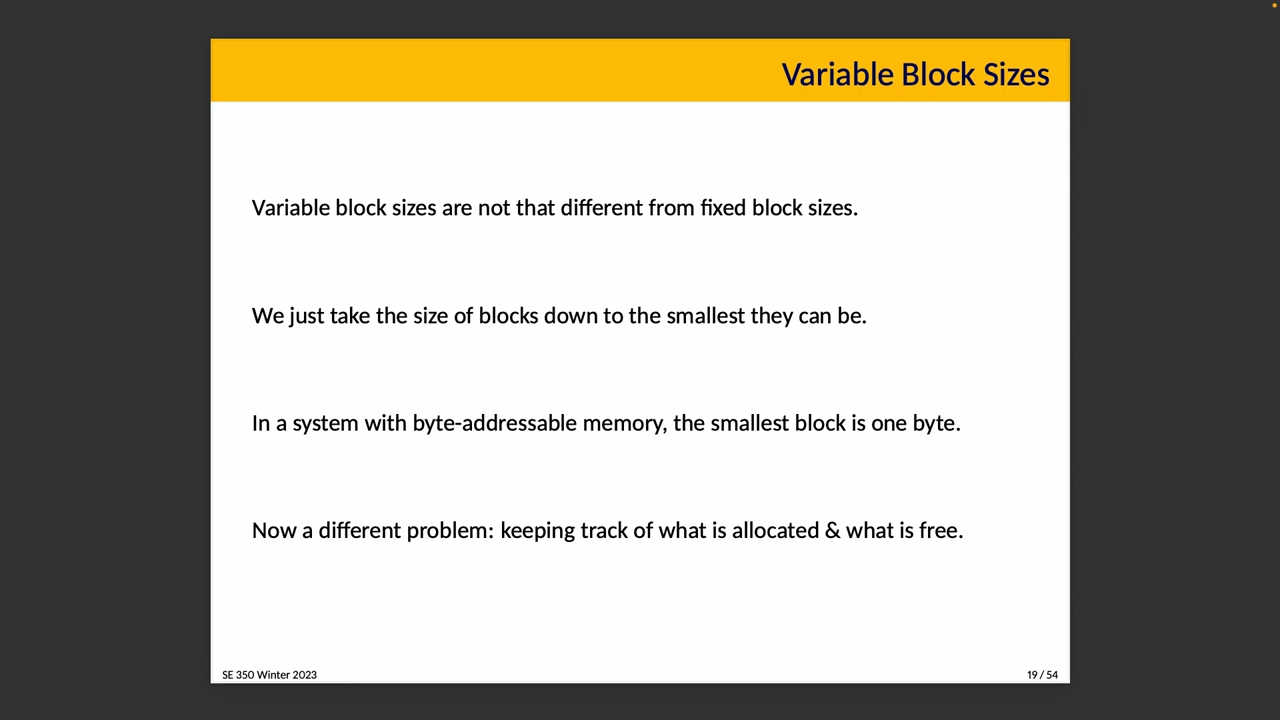 Variable Block Sizes
Variable block sizes are not that different from fixed block sizes.
We just take the size of blocks down to the smallest they can be.
In a system with byte-addressable memory, the smallest block is one byte.
Now a different problem: keeping track of what is allocated & what is free.
SE 350 Winter 2023
19 / 54